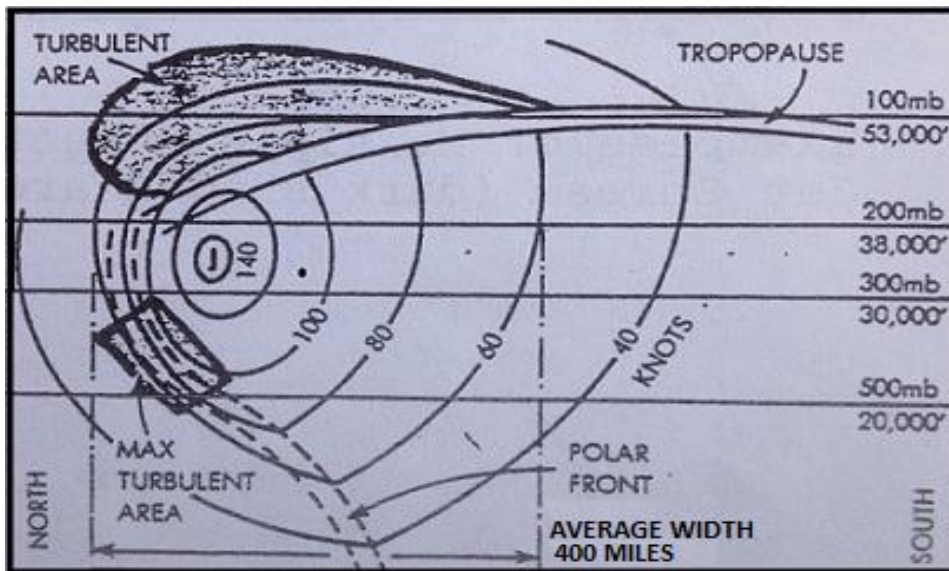 TURBULENT
AREA
TROPOPAUSE
100mb
53,000'
200mb
38,000'
300mb
30,000'
500mb
20,000'
J
140
100
80
60
40
KNOTS
MAX
TURBULENT
AREA
POLAR
FRONT
NORTH
SOUTH
AVERAGE WIDTH
400 MILES